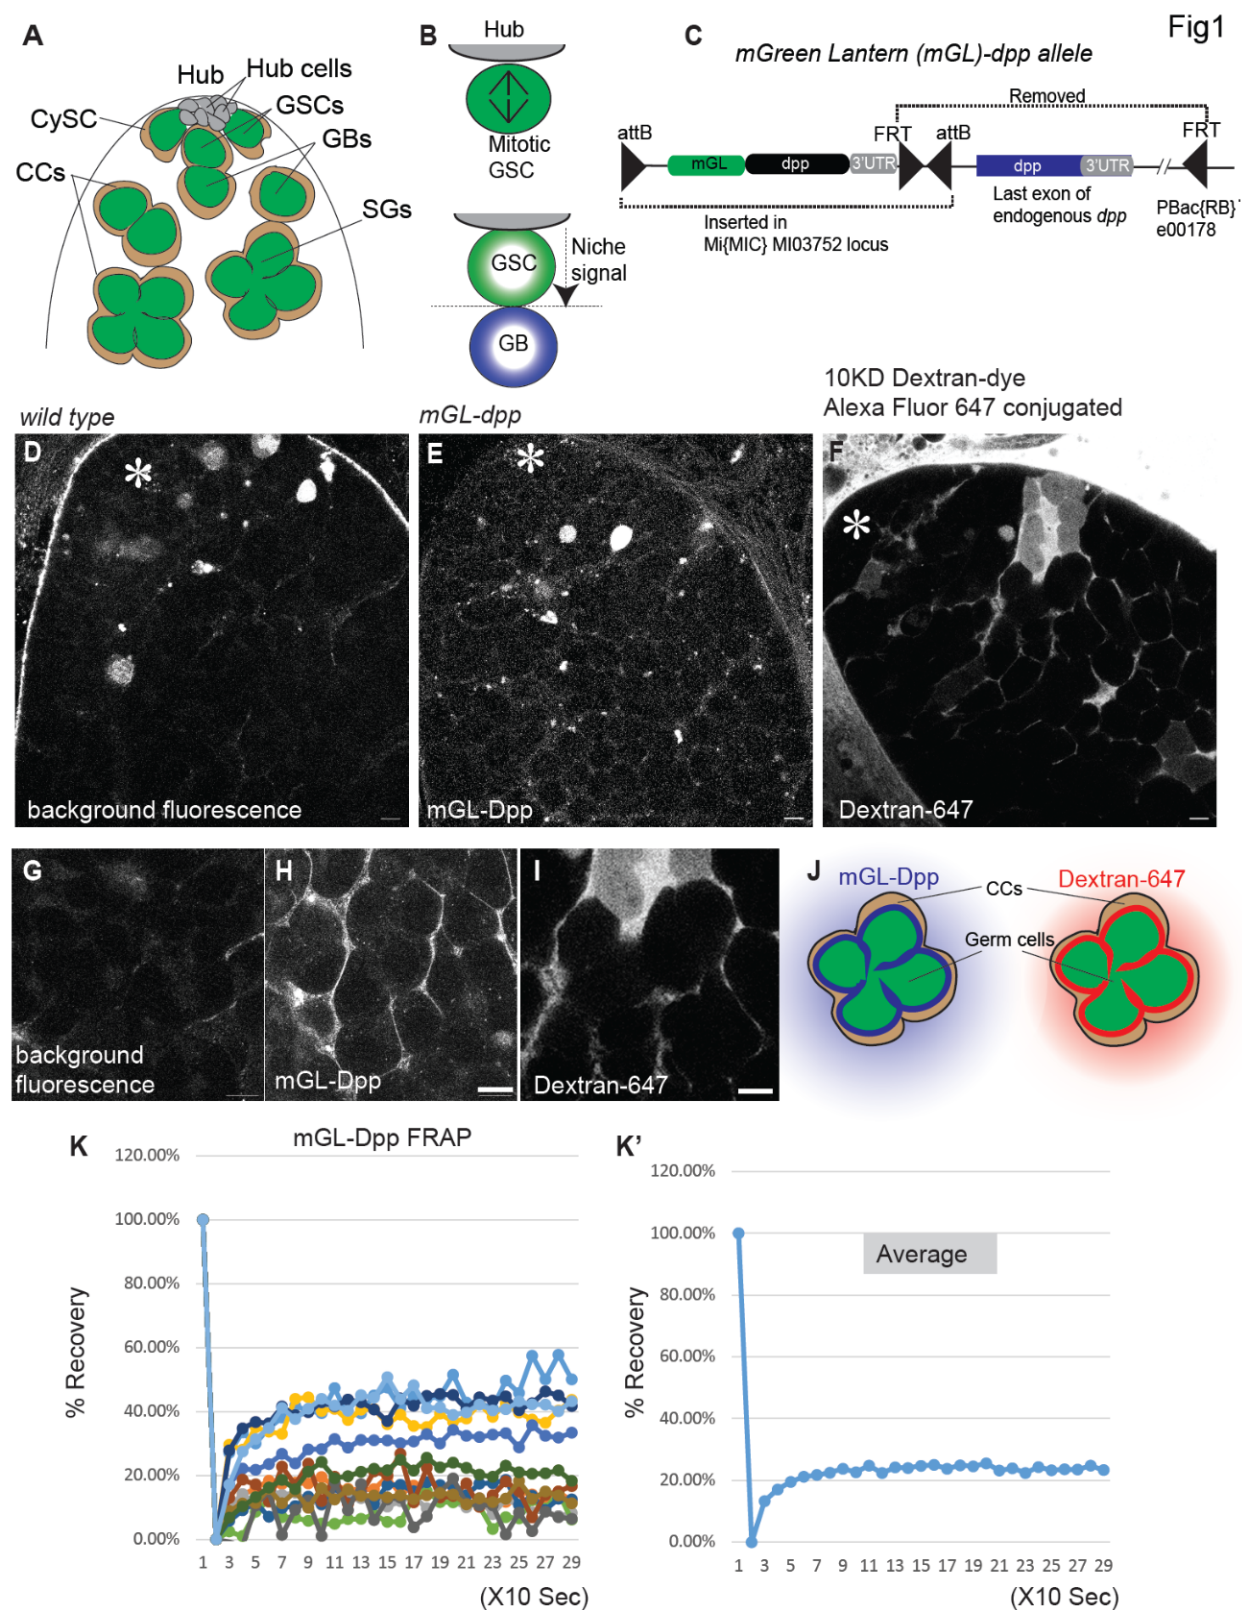 Fig1
A
Hub
Hub cells
CySC
GSCs
GBs
CCs
SGs
B
Hub
Mitotic
GSC
GSC
Niche
signal
GB
C
mGreen Lantern (mGL)-dpp allele
Removed
attB
FRT
attB
FRT
mGL
dpp
3'UTR
dpp
3'UTR
Inserted in
Mi{MIC} MI03752 locus
Last exon of
endogenous dpp
PBac{RB}
e00178
wild type
mGL-dpp
10KD Dextran-dye
Alexa Fluor 647 conjugated
D
*
background fluorescence
E
*
mGL-Dpp
F
*
Dextran-647
G
background
fluorescence
H
mGL-Dpp
I
Dextran-647
J
mGL-Dpp
CCs
Dextran-647
Germ cells
K
mGL-Dpp FRAP
120.00%
100.00%
80.00%
60.00%
40.00%
20.00%
0.00%
% Recovery
1 3 5 7 9 11 13 15 17 19 21 23 25 27 29
(X10 Sec)
K’
120.00%
100.00%
80.00%
60.00%
40.00%
20.00%
0.00%
Average
% Recovery
1 3 5 7 9 11 13 15 17 19 21 23 25 27 29
(X10 Sec)